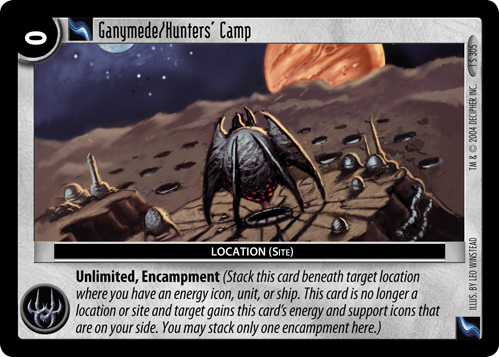 0
Ganymede/Hunters' Camp
1 S 305
TM & © 2004 DECIPHER INC.
ILLUS. BY LEO WINSTEAD
LOCATION (SITE)
Unlimited, Encampment (Stack this card beneath target location
where you have an energy icon, unit, or ship. This card is no longer a
location or site and target gains this card's energy and support icons that
are on your side. You may stack only one encampment here.)